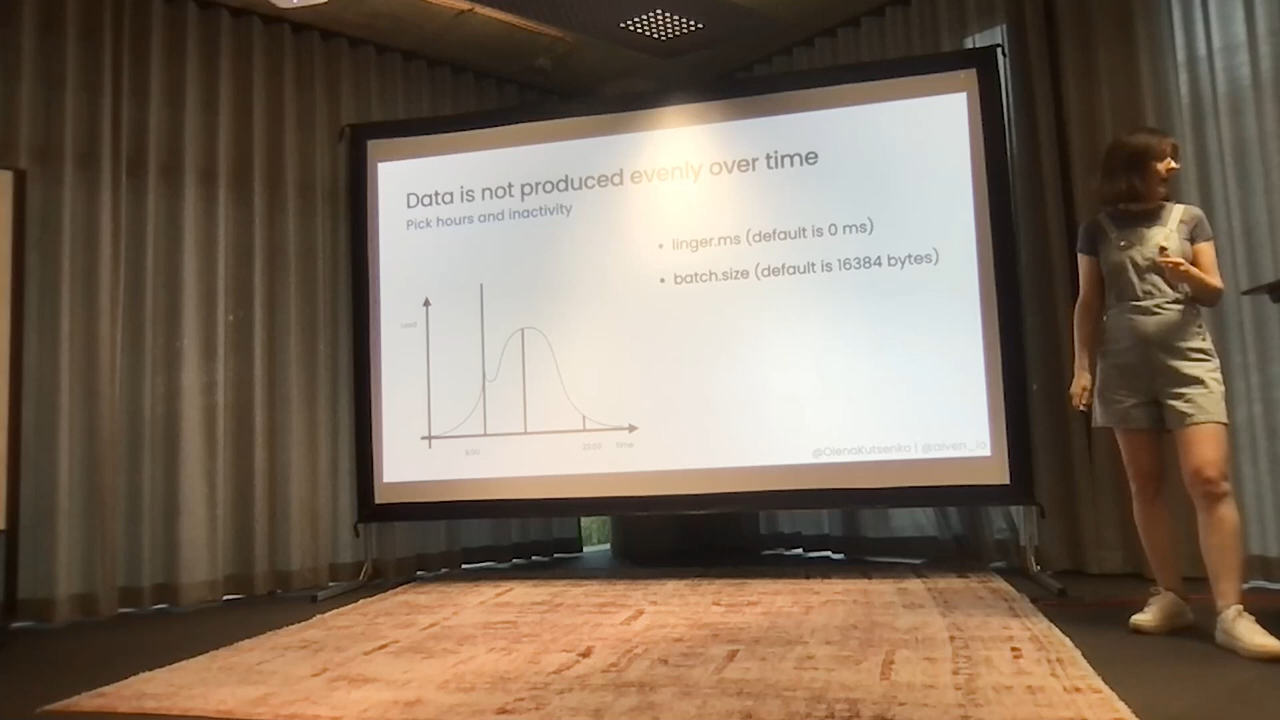 Data is not produced evenly over time
Pick hours and inactivity
• linger.ms (default is 0 ms)
• batch.size (default is 16384 bytes)
Load
time
@OlenaKutsenko | @aiven_io